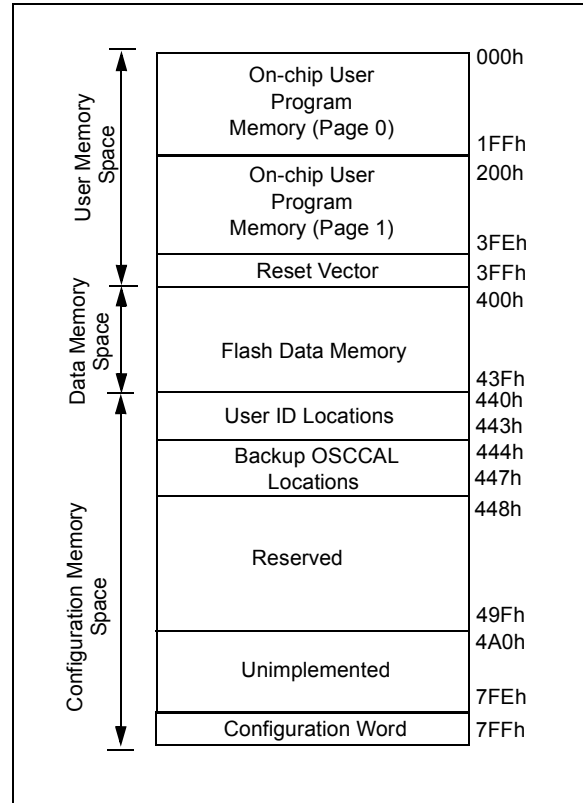 000h
On-chip User
Program
Memory (Page 0)
1FFh
200h
On-chip User
Program
Memory (Page 1)
3FEh
Reset Vector
3FFh
400h
Flash Data Memory
43Fh
440h
User ID Locations
443h
Backup OSCCAL
Locations
444h
447h
448h
Reserved
49Fh
4A0h
Unimplemented
7FEh
Configuration Word
7FFh
User Memory
Space
Data Memory
Space
Configuration Memory
Space